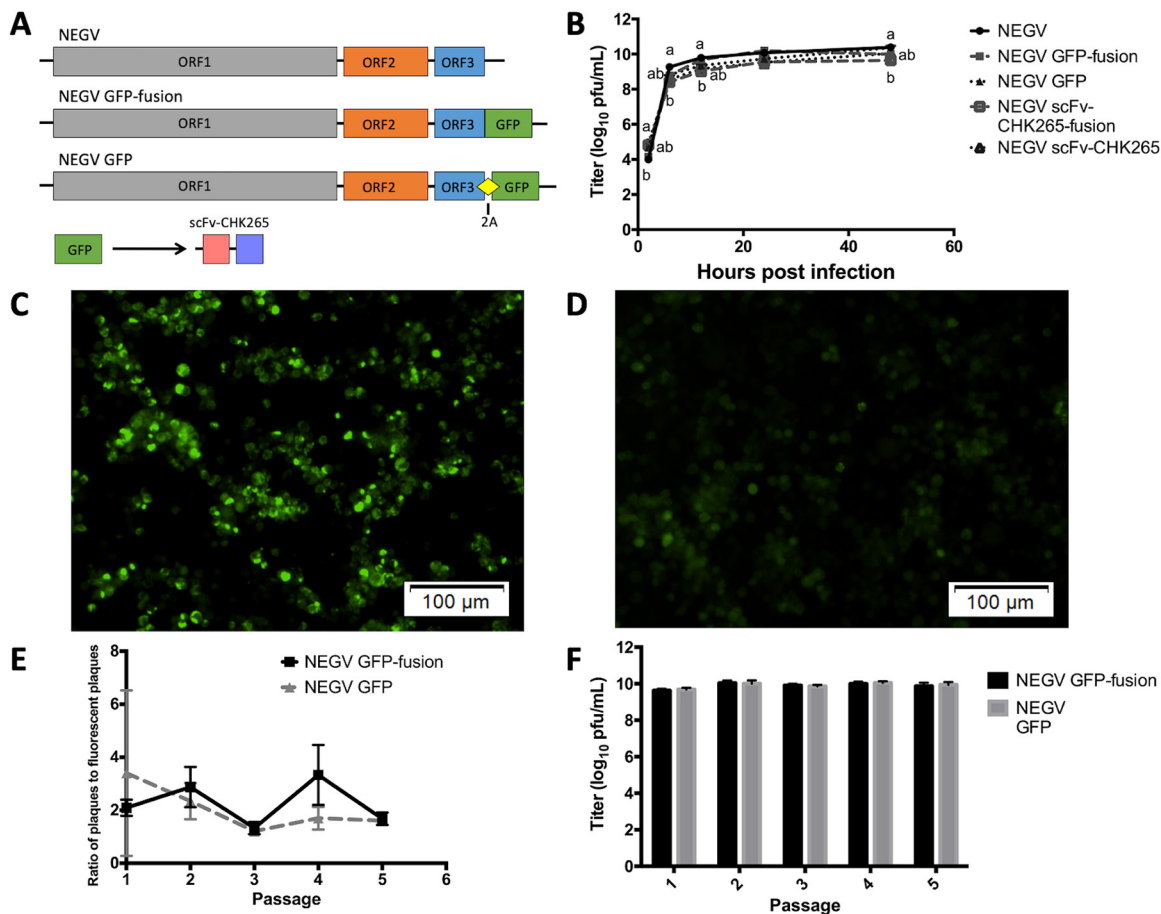 A
NEGV
ORF1 ORF2 ORF3
NEGV GFP-fusion
ORF1 ORF2 ORF3 GFP
NEGV GFP
ORF1 ORF2 ORF3 GFP
2A
scFv-CHK265
GFP
B
Titer (log10 pfu/mL)
12
10
8
6
4
2
0
a
a
a
ab
ab
ab
b
b
b
a
ab
b
0 20 40 60
Hours post infection
NEGV
NEGV GFP-fusion
NEGV GFP
NEGV scFv-
CHK265-fusion
NEGV scFv-CHK265
C
100 µm
D
100 µm
E
Ratio of plaques to fluorescent plaques
8
6
4
2
0
1 2 3 4 5 6
Passage
NEGV GFP-fusion
NEGV GFP
F
Titer (log10 pfu/mL)
12
10
8
6
4
2
0
1 2 3 4 5
Passage
NEGV GFP-fusion
NEGV
GFP